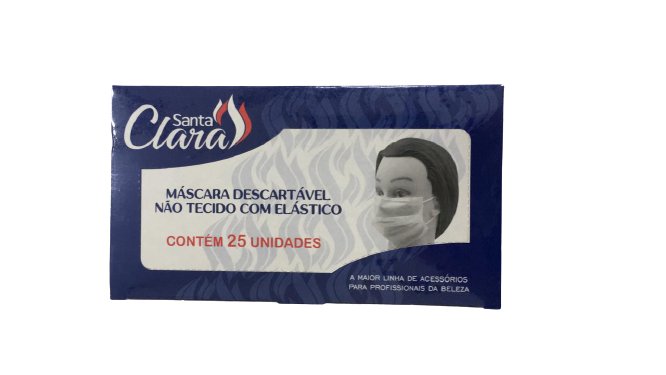 Santa
Clara
MÁSCARA DESCARTÁVEL
NÃO TECIDO COM ELÁSTICO
CONTÉM 25 UNIDADES
A MAIOR LINHA DE ACESSÓRIOS
PARA PROFISSIONAIS DA BELEZA